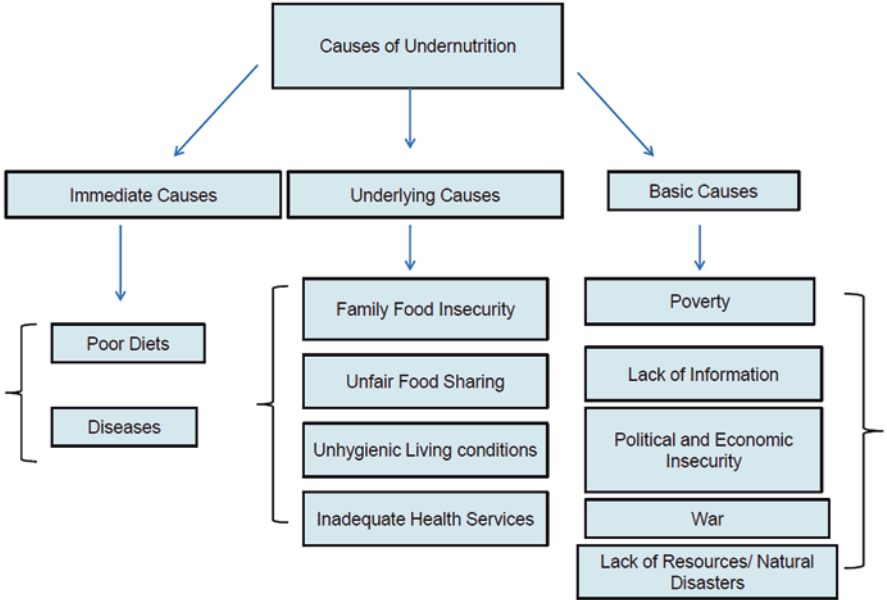 Causes of Undernutrition
Immediate Causes
Underlying Causes
Basic Causes
Poor Diets
Diseases
Family Food Insecurity
Unfair Food Sharing
Unhygienic Living conditions
Inadequate Health Services
Poverty
Lack of Information
Political and Economic
Insecurity
War
Lack of Resources/ Natural
Disasters